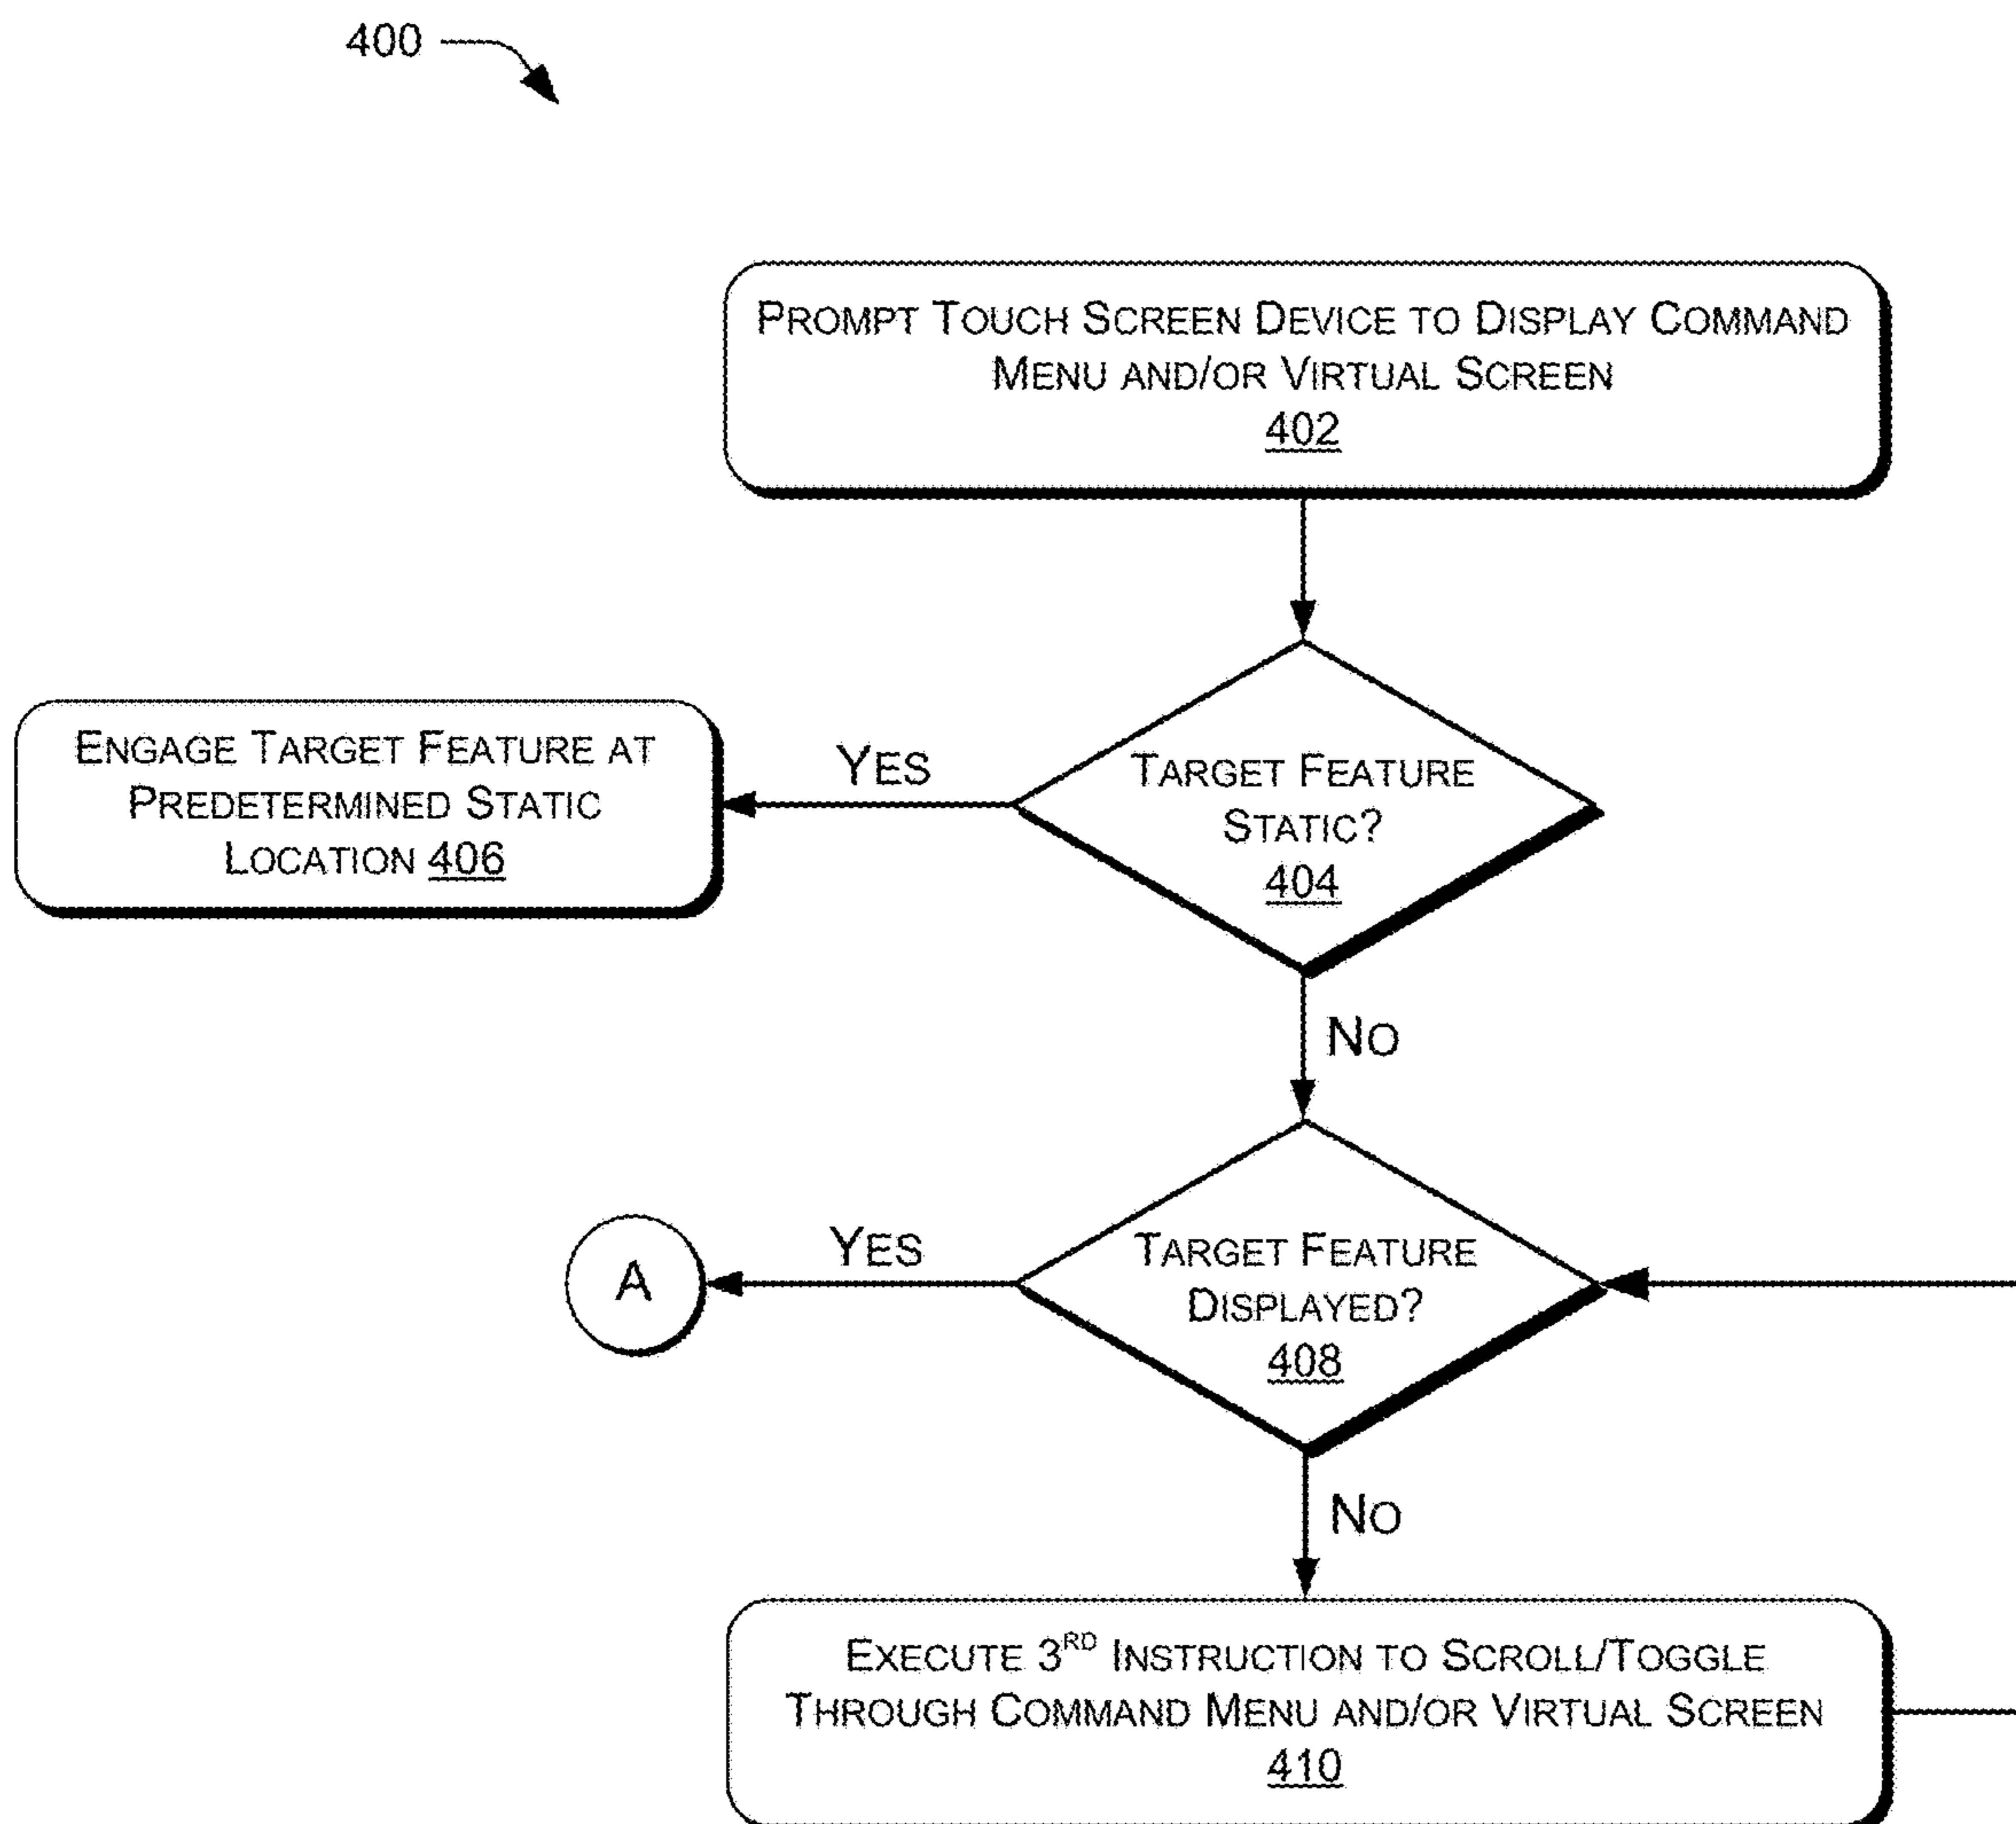 400
PROMPT TOUCH SCREEN DEVICE TO DISPLAY COMMAND
MENU AND/OR VIRTUAL SCREEN
402
TARGET FEATURE
STATIC?
404
YES
ENGAGE TARGET FEATURE AT
PREDETERMINED STATIC
LOCATION 406
NO
TARGET FEATURE
DISPLAYED?
408
YES
A
NO
EXECUTE 3RD INSTRUCTION TO SCROLL/TOGGLE
THROUGH COMMAND MENU AND/OR VIRTUAL SCREEN
410